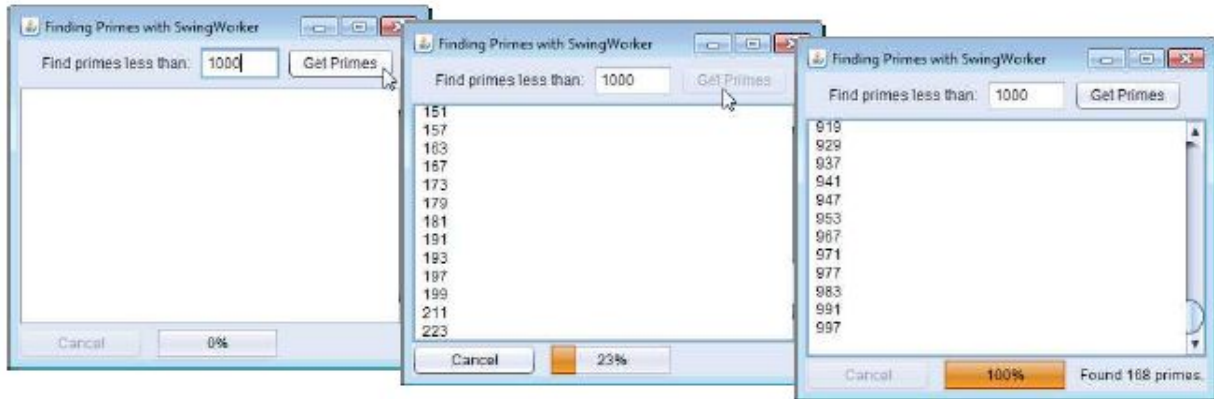 Finding Primes with SwingWorker
Find primes less than: 1000 Get Primes
Cancel 0%
Finding Primes with SwingWorker
Find primes less than: 1000 Get Primes
151
157
163
167
173
179
181
191
193
197
199
211
223
Cancel 23%
Finding Primes with SwingWorker
Find primes less than: 1000 Get Primes
919
929
937
941
947
953
967
971
977
983
991
997
Cancel 100% Found 168 primes.